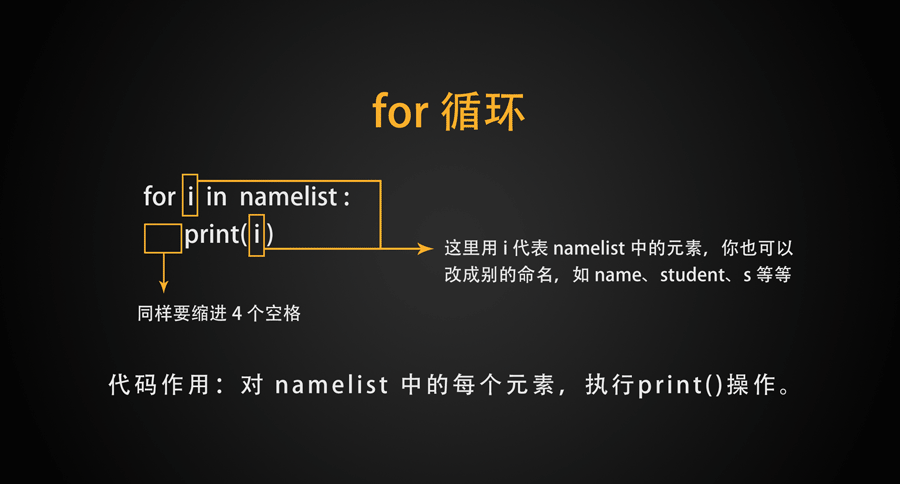 for 循环
for i in namelist :
print( i )
这里用 i 代表 namelist 中的元素，你也可以
改成别的命名，如 name、student、s 等等
同样要缩进 4 个空格
代码作用：对 namelist 中的每个元素，执行print()操作。